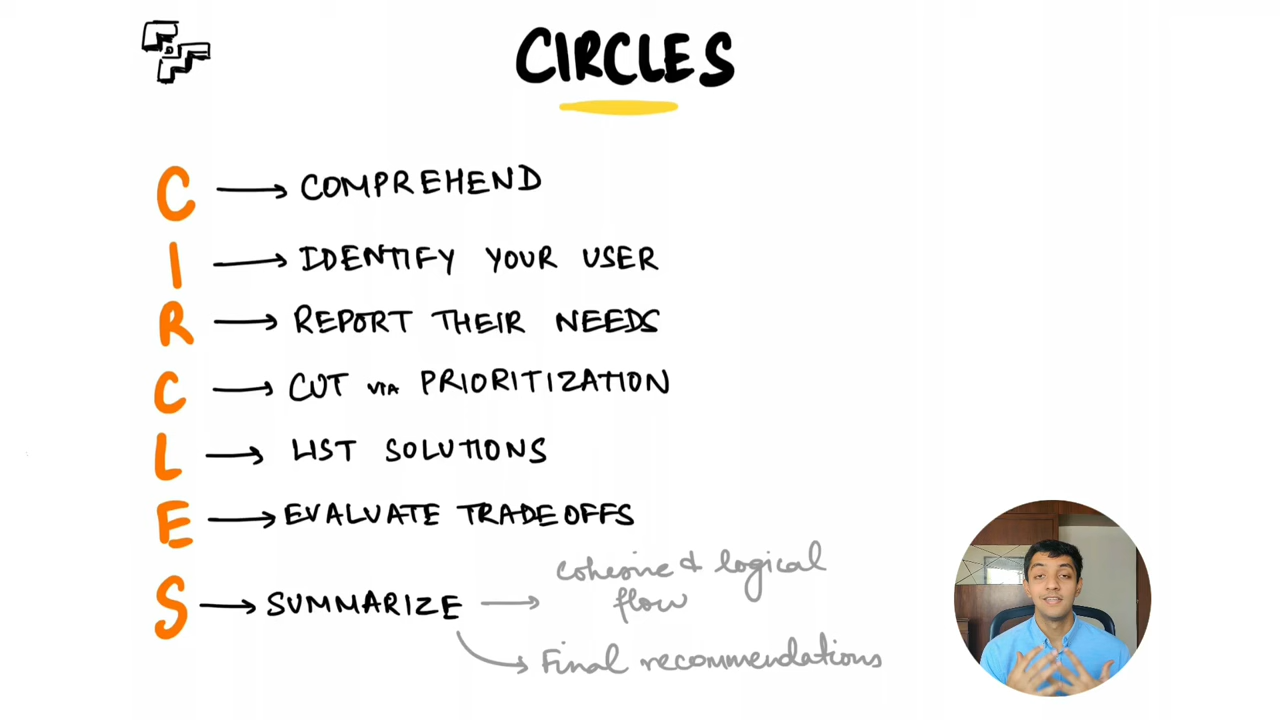 CIRCLES
C → COMPREHEND
I → IDENTIFY YOUR USER
R → REPORT THEIR NEEDS
C → CUT VIA PRIORITIZATION
L → LIST SOLUTIONS
E → EVALUATE TRADEOFFS
S → SUMMARIZE → cohesive & logical
flow
→ Final recommendations